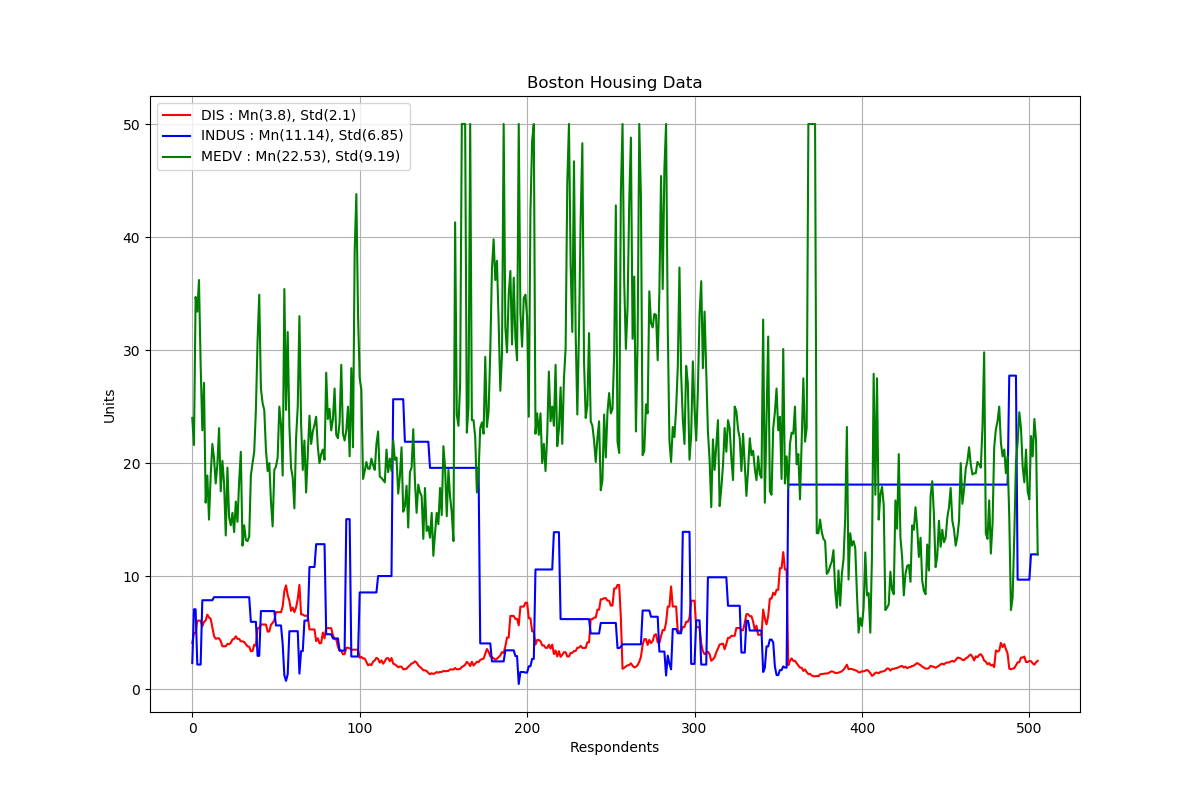 Boston Housing Data
DIS : Mn(3.8), Std(2.1)
INDUS : Mn(11.14), Std(6.85)
MEDV : Mn(22.53), Std(9.19)
50
40
30
20
10
0
Units
0 100 200 300 400 500
Respondents